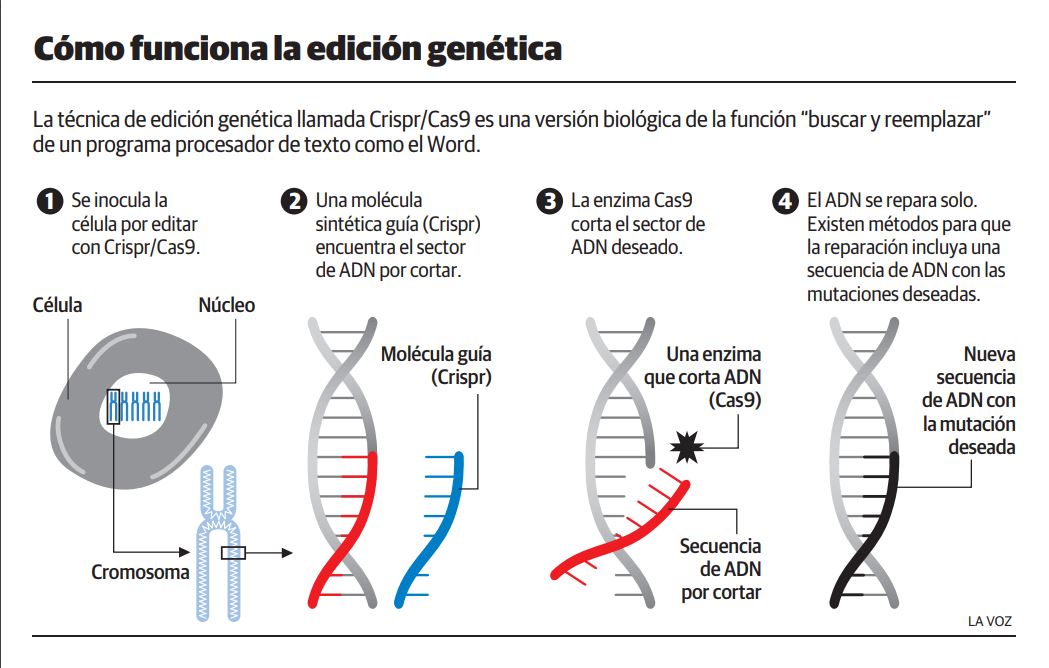 Cómo funciona la edición genética
La técnica de edición genética llamada Crispr/Cas9 es una versión biológica de la función “buscar y reemplazar”
de un programa procesador de texto como el Word.
1 Se inocula la
célula por editar
con Crispr/Cas9.
2 Una molécula
sintética guía (Crispr)
encuentra el sector
de ADN por cortar.
3 La enzima Cas9
corta el sector de
ADN deseado.
4 El ADN se repara solo.
Existen métodos para que
la reparación incluya una
secuencia de ADN con las
mutaciones deseadas.
Célula
Núcleo
Cromosoma
Molécula guía
(Crispr)
Una enzima
que corta ADN
(Cas9)
Secuencia
de ADN
por cortar
Nueva
secuencia
de ADN con
la mutación
deseada
LA VOZ